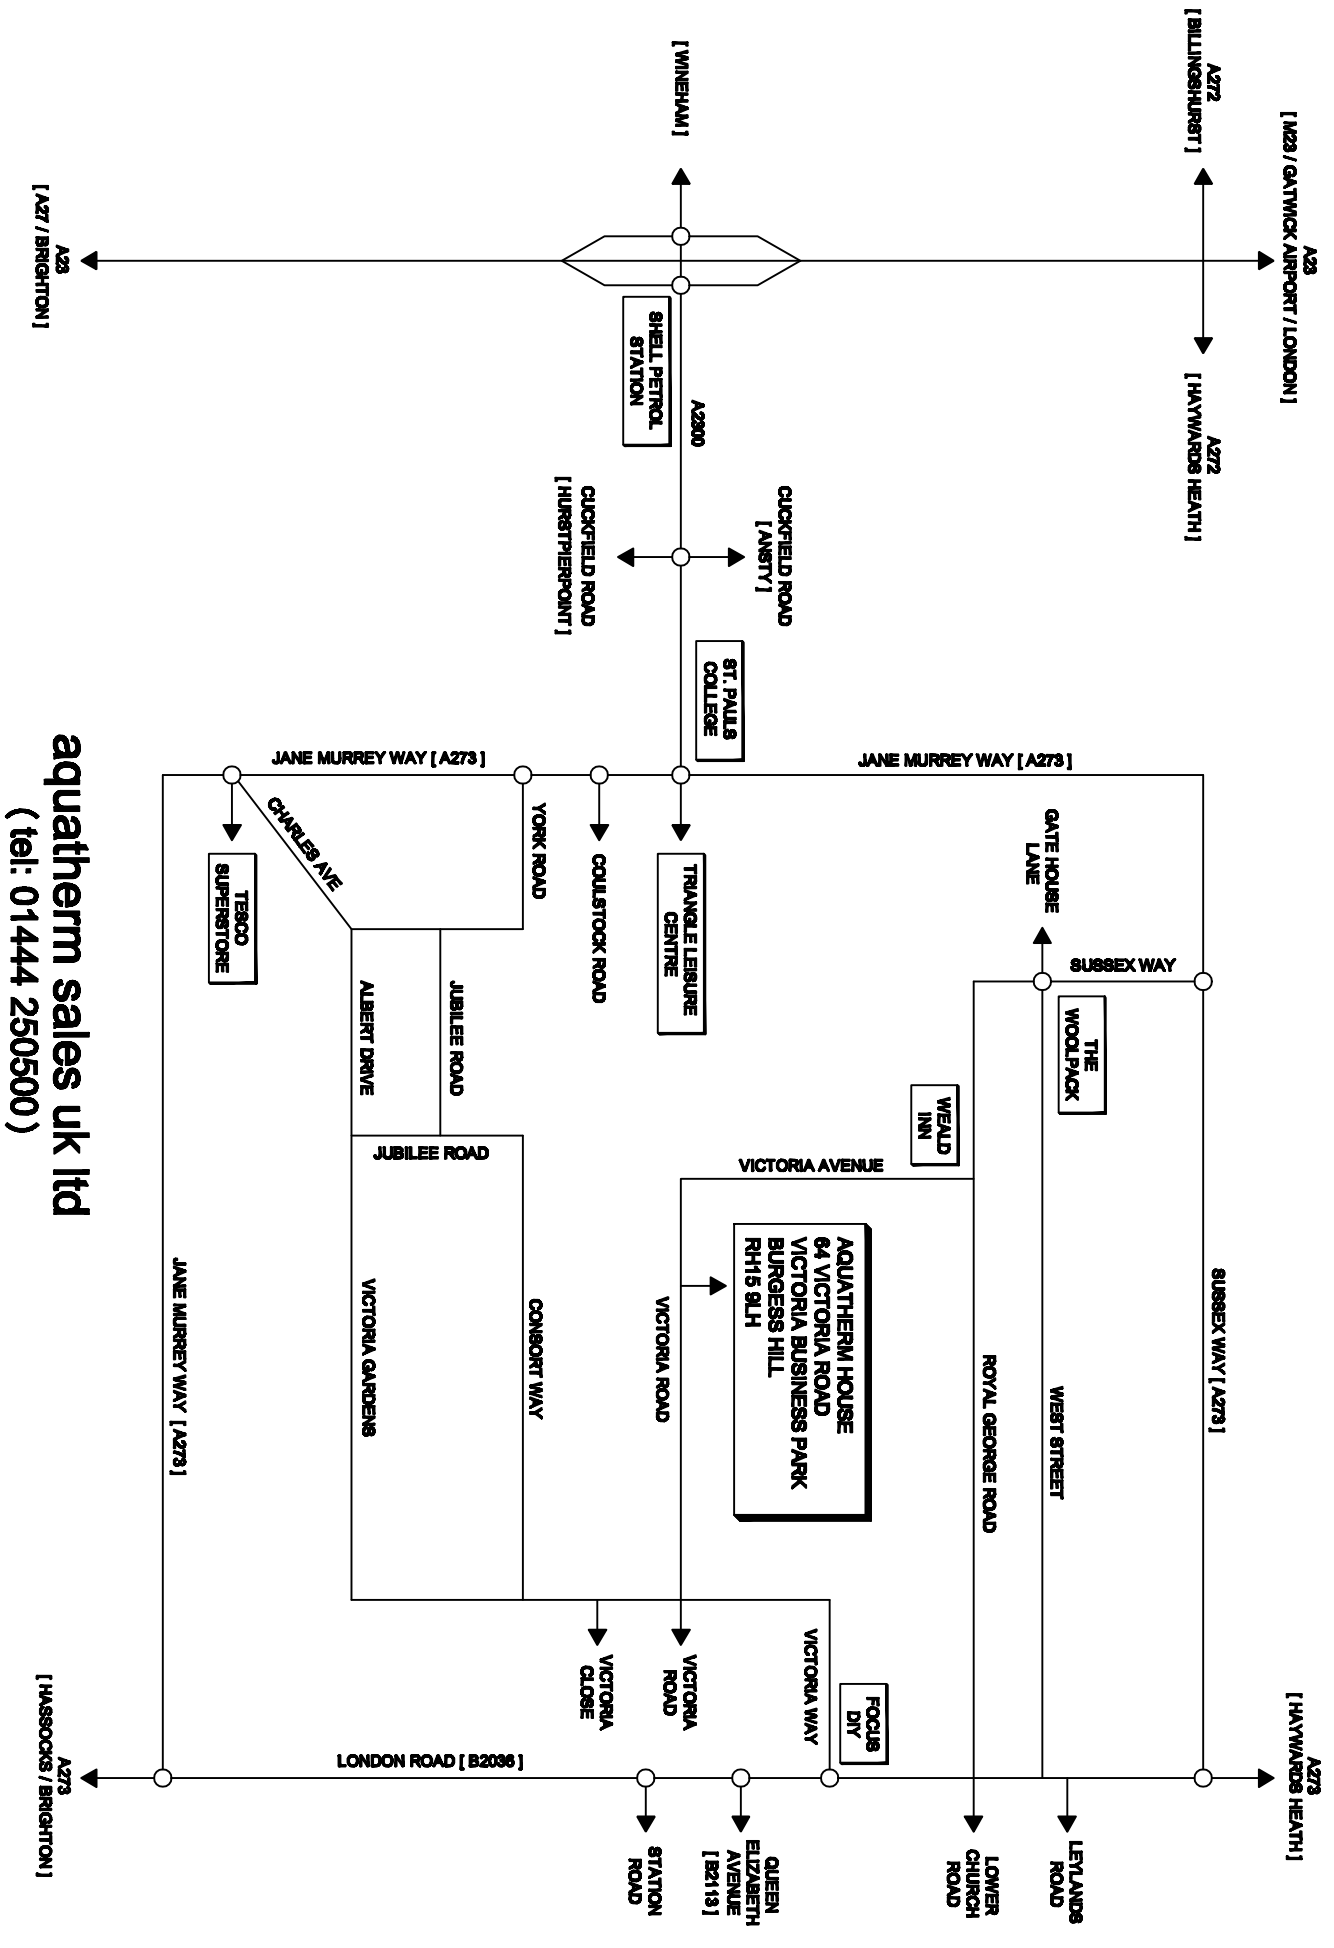 A23
[ M23 / GATWICK AIRPORT / LONDON ]
A272
[ BILLINGSHURST ]
A272
[ HAYWARDS HEATH ]
[ WINEHAM ]
SHELL PETROL
STATION
A2300
CUCKFIELD ROAD
[ ANSTY ]
CUCKFIELD ROAD
[ HURSTPIERPOINT ]
A23
[ A27 / BRIGHTON ]
ST. PAULS
COLLEGE
JANE MURREY WAY [ A273 ]
JANE MURREY WAY [ A273 ]
GATE HOUSE
LANE
SUSSEX WAY
THE
WOOLPACK
SUSSEX WAY [ A273 ]
WEST STREET
ROYAL GEORGE ROAD
WEALD
INN
VICTORIA AVENUE
TRIANGLE LEISURE
CENTRE
COULSTOCK ROAD
YORK ROAD
CHARLES AVE
TESCO
SUPERSTORE
JUBILEE ROAD
ALBERT DRIVE
JUBILEE ROAD
AQUATHERM HOUSE
64 VICTORIA ROAD
VICTORIA BUSINESS PARK
BURGESS HILL
RH15 9LH
VICTORIA ROAD
CONSORT WAY
VICTORIA GARDENS
JANE MURREY WAY [ A273 ]
A273
[ HAYWARDS HEATH ]
LEYLANDS
ROAD
LOWER
CHURCH
ROAD
FOCUS
DIY
VICTORIA WAY
VICTORIA
ROAD
VICTORIA
CLOSE
QUEEN
ELIZABETH
AVENUE
[ B2113 ]
STATION
ROAD
LONDON ROAD [ B2036 ]
A273
[ HASSOCKS / BRIGHTON ]
aquatherm sales uk ltd
( tel: 01444 250500 )